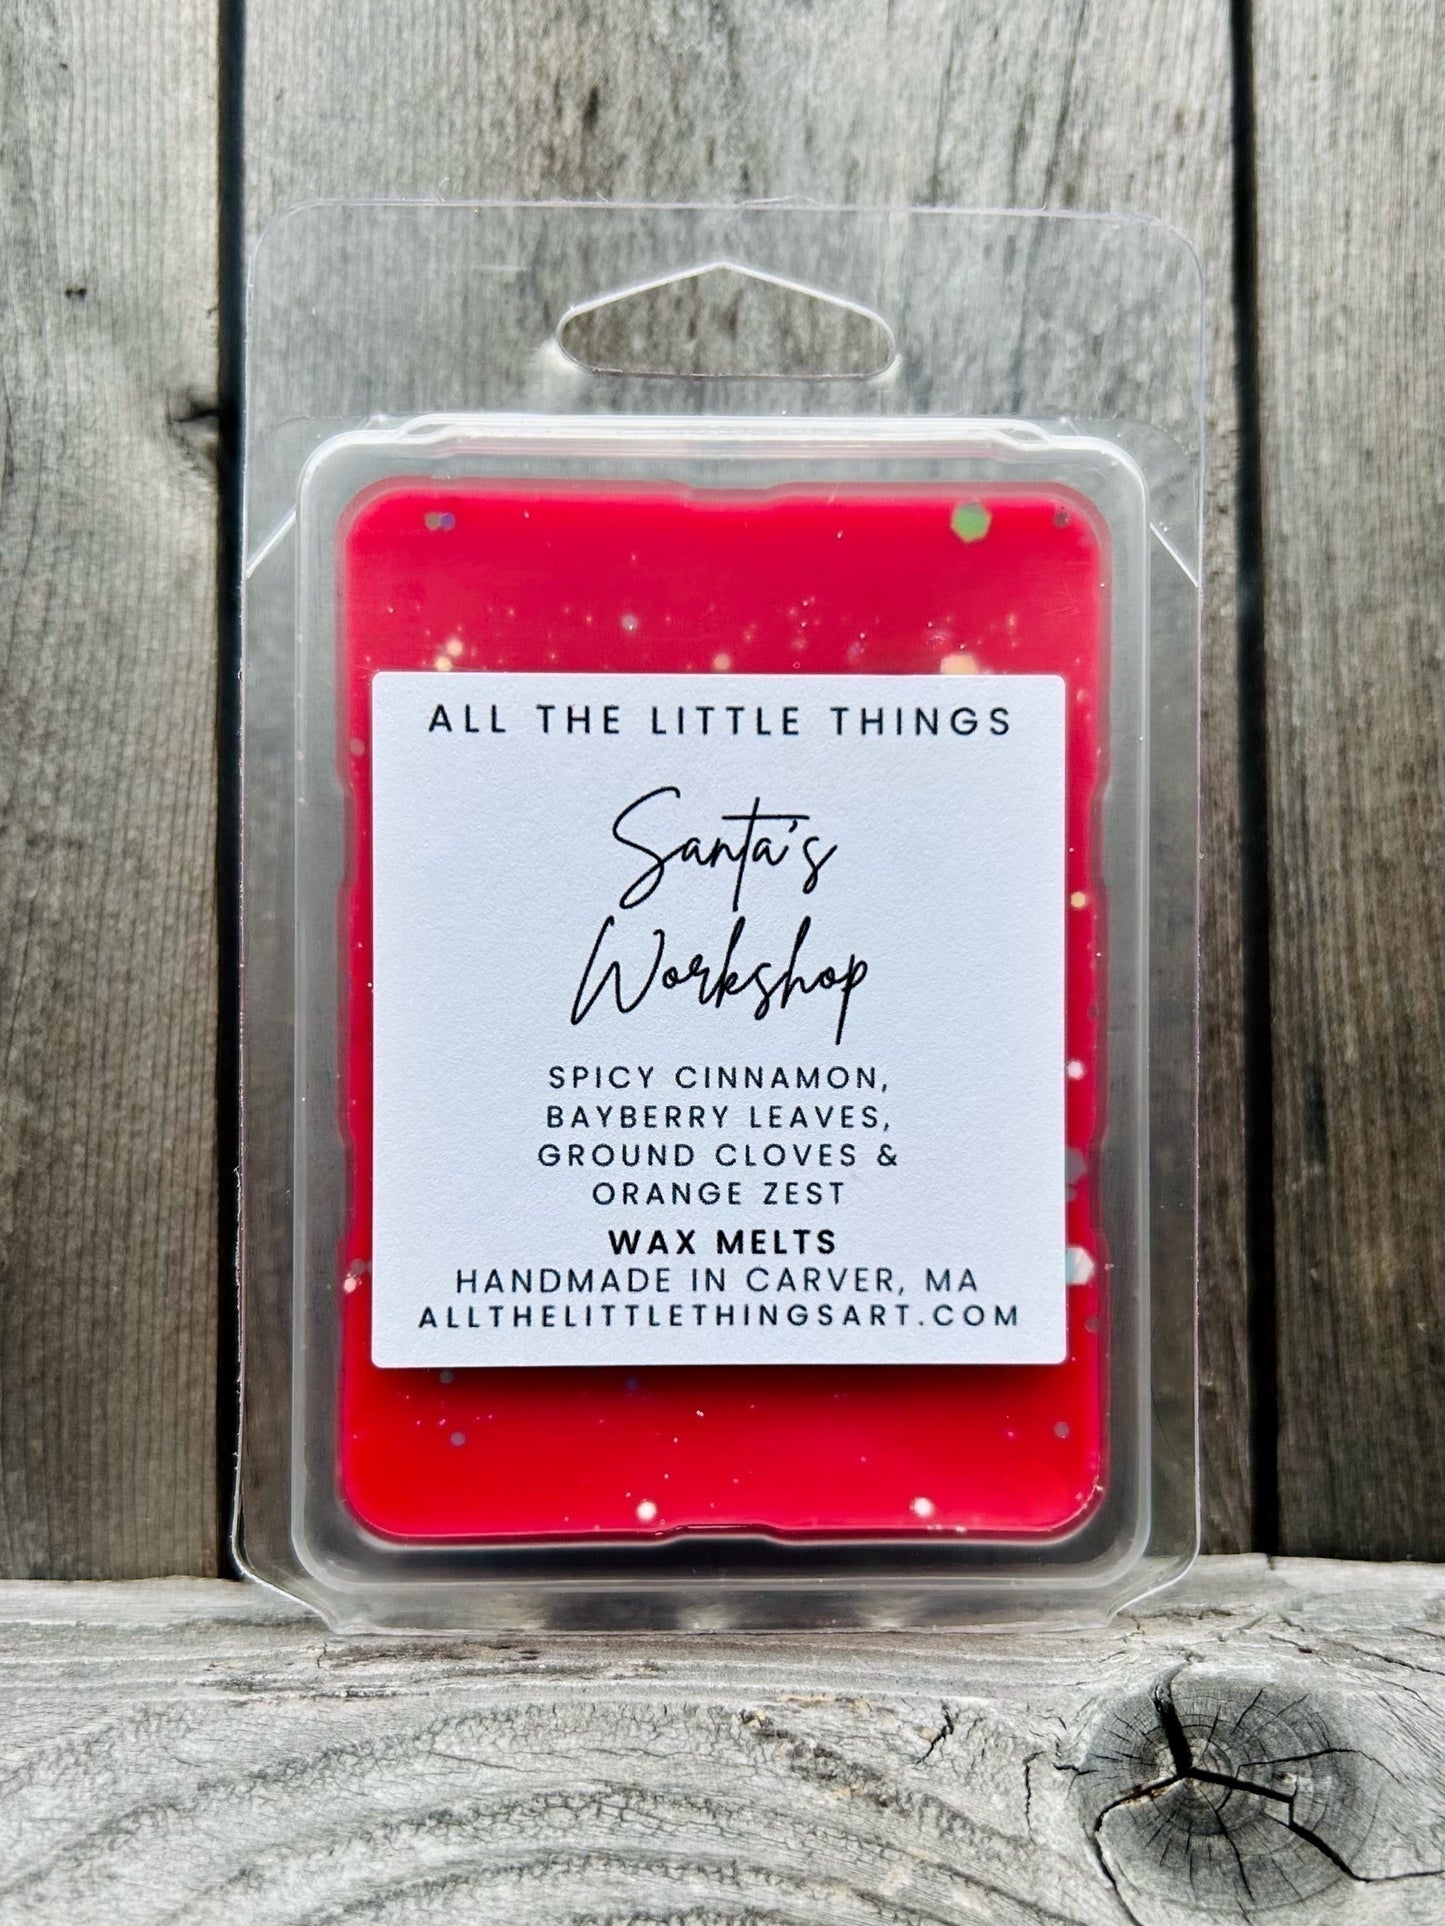 ALL THE LITTLE THINGS
Santa's
Workshop
SPICY CINNAMON,
BAYBERRY LEAVES,
GROUND CLOVES &
ORANGE ZEST
WAX MELTS
HANDMADE IN CARVER, MA
ALLTHELITTLETHINGSART.COM